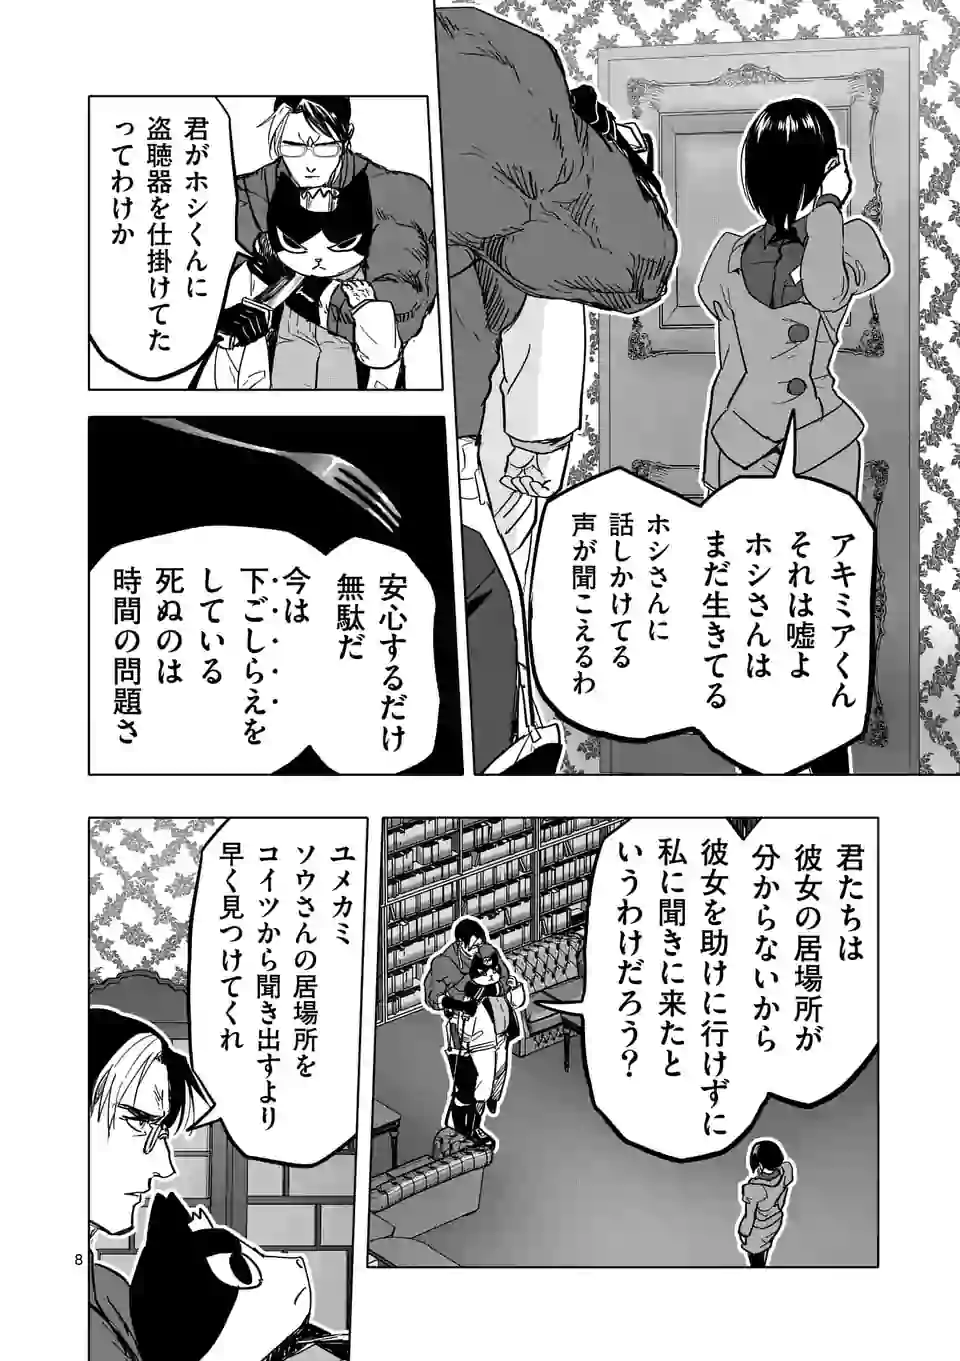 アキミアくん
それは嘘よ
ホシさんは
まだ生きてる
ホシさんに
話しかけてる
声が聞こえるわ
君がホシくんに
盗聴器を仕掛けてた
ってわけか
安心するだけ
無駄だ
今は
下ごしらえを
している
死ぬのは
時間の問題さ
君たちは
彼女の居場所が
分からないから
彼女を助けに行けずに
私に聞きに来たと
いうわけだろう？
ユメカミ
ソウさんの居場所を
コイツから聞き出すより
早く見つけてくれ
8